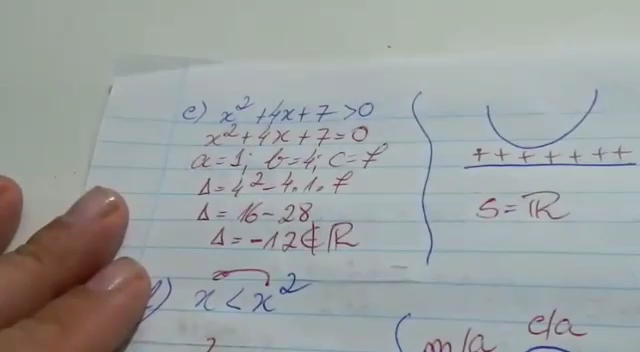 e) x² + 4x + 7 > 0
x² + 4x + 7 = 0
a = 1; b = 4; c = 7
Δ = 4² - 4.1.7
Δ = 16 - 28
Δ = -12 ∉ ℝ
+ + + + + + +
S = ℝ
x < x²
m/a c/a